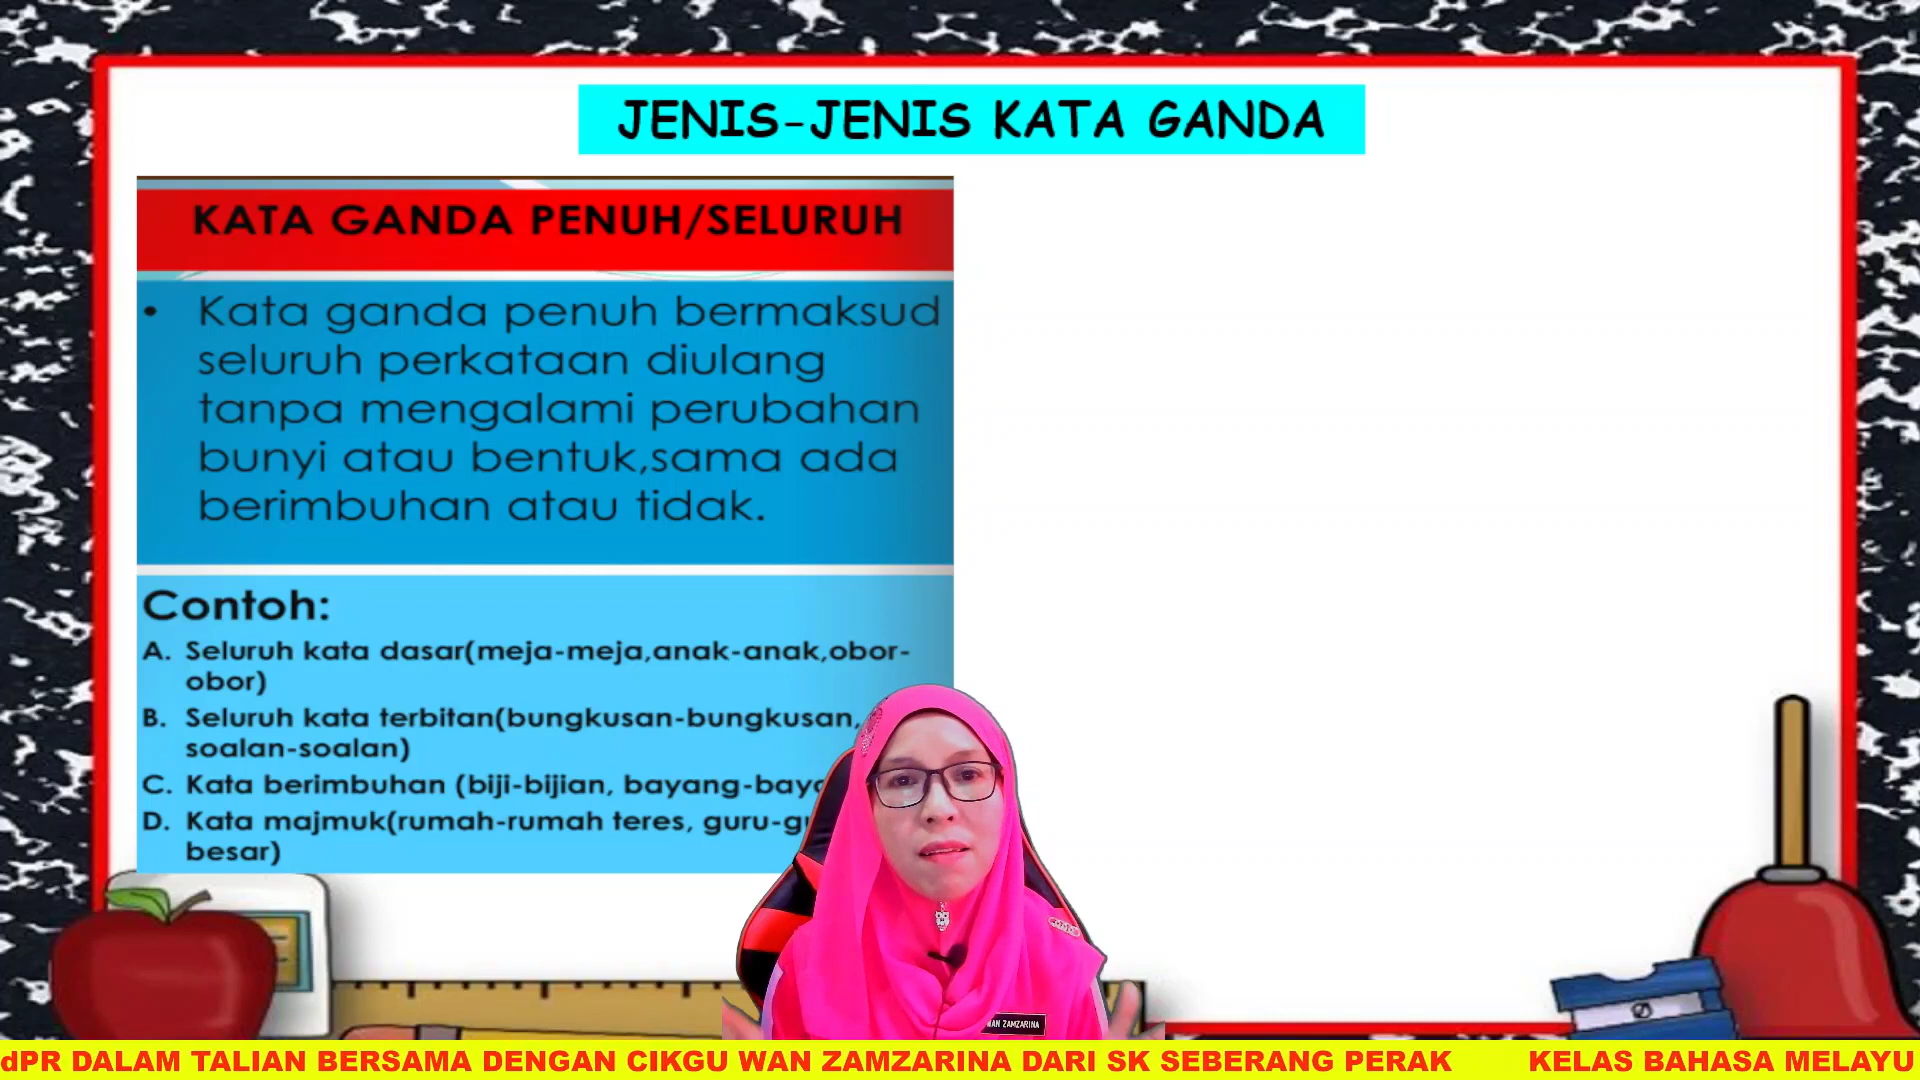 JENIS-JENIS KATA GANDA
KATA GANDA PENUH/SELURUH
• Kata ganda penuh bermaksud
seluruh perkataan diulang
tanpa mengalami perubahan
bunyi atau bentuk,sama ada
berimbuhan atau tidak.
Contoh:
A. Seluruh kata dasar(meja-meja,anak-anak,obor-
obor)
B. Seluruh kata terbitan(bungkusan-bungkusan,
soalan-soalan)
C. Kata berimbuhan (biji-bijian,
D. Kata majmuk(rumah-rumah teres,
besar)
WAN ZAMZARINA
dPR DALAM TALIAN BERSAMA DENGAN CIKGU WAN ZAMZARINA DARI SK SEBERANG PERAK KELAS BAHASA MELAYU